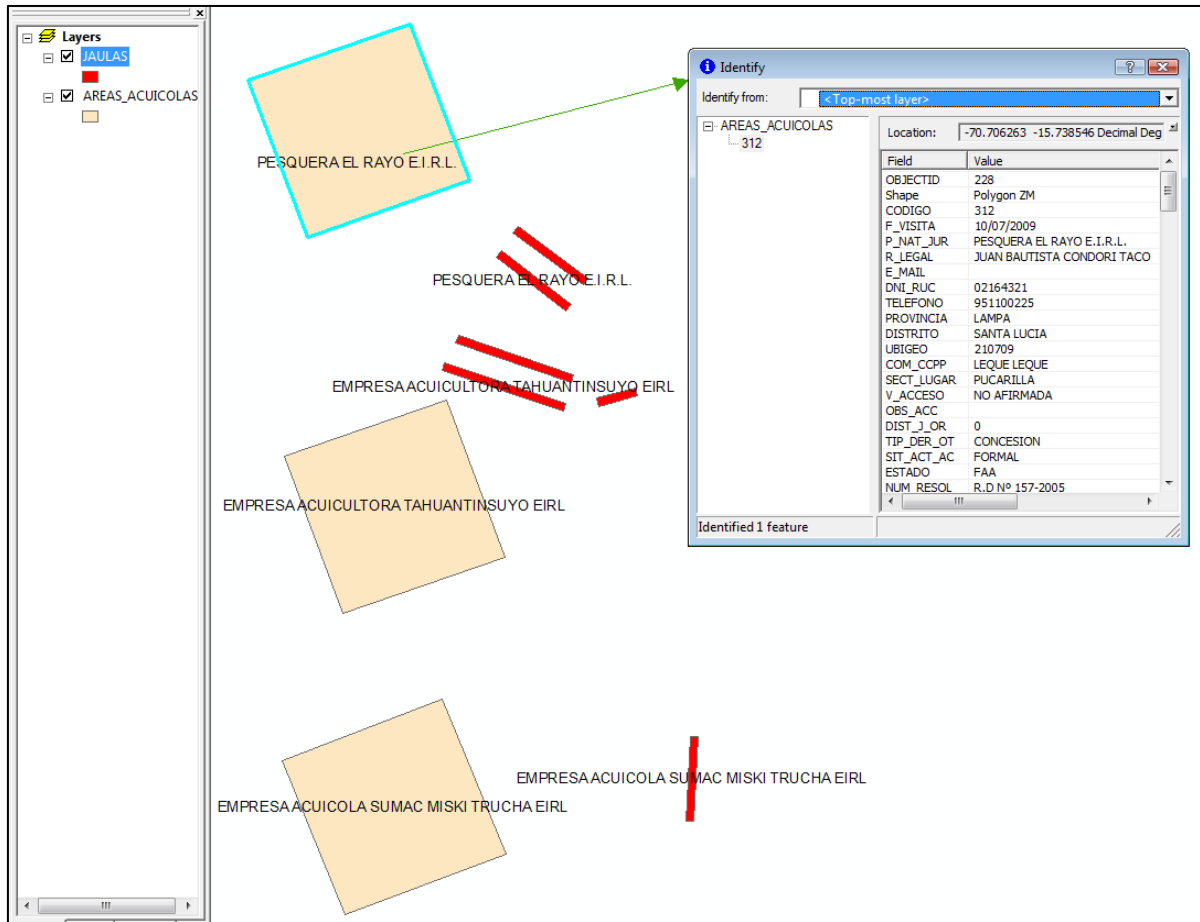 Layers
JAULAS
AREAS_ACUICOLAS
PESQUERA EL RAYO E.I.R.L.
PESQUERA EL RAYO E.I.R.L.
EMPRESA ACUICULTORA TAHUANTINSUYO EIRL
EMPRESA ACUICULTORA TAHUANTINSUYO EIRL
EMPRESA ACUICOLA SUMAC MISKI TRUCHA EIRL
EMPRESA ACUICOLA SUMAC MISKI TRUCHA EIRL
Identify
Identify from: <Top-most layer>
AREAS_ACUICOLAS
312
Location: -70.706263 -15.738546 Decimal Deg
Field Value
OBJECTID 228
Shape Polygon ZM
CODIGO 312
F_VISITA 10/07/2009
P_NAT_JUR PESQUERA EL RAYO E.I.R.L.
R_LEGAL JUAN BAUTISTA CONDORI TACO
E_MAIL
DNI_RUC 02164321
TELEFONO 951100225
PROVINCIA LAMPA
DISTRITO SANTA LUCIA
UBIGEO 210709
COM_CCPP LEQUE LEQUE
SECT_LUGAR PUCARILLA
V_ACCESO NO AFIRMADA
OBS_ACC
DIST_J_OR 0
TIP_DER_OT CONCESION
SIT_ACT_AC FORMAL
ESTADO FAA
NUM_RESOL R.D Nº 157-2005
Identified 1 feature